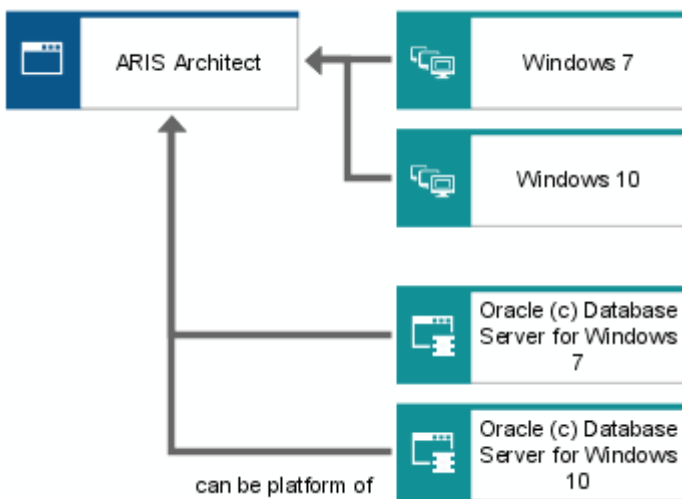 ARIS Architect
Windows 7
Windows 10
Oracle (c) Database
Server for Windows
7
Oracle (c) Database
Server for Windows
10
can be platform of